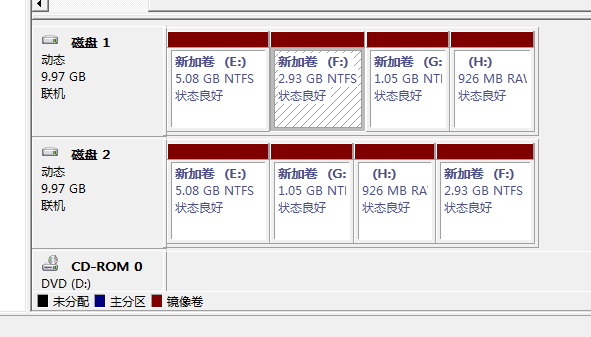 磁盘 1
动态
9.97 GB
联机
新加卷 (E:)
5.08 GB NTFS
状态良好
新加卷 (F:)
2.93 GB NTFS
状态良好
新加卷 (G:
1.05 GB NTI
状态良好
(H:)
926 MB RAW
状态良好
磁盘 2
动态
9.97 GB
联机
新加卷 (E:)
5.08 GB NTFS
状态良好
新加卷 (G:
1.05 GB NTI
状态良好
(H:)
926 MB RA
状态良好
新加卷 (F:)
2.93 GB NTFS
状态良好
CD-ROM 0
DVD (D:)
未分配 主分区 镜像卷